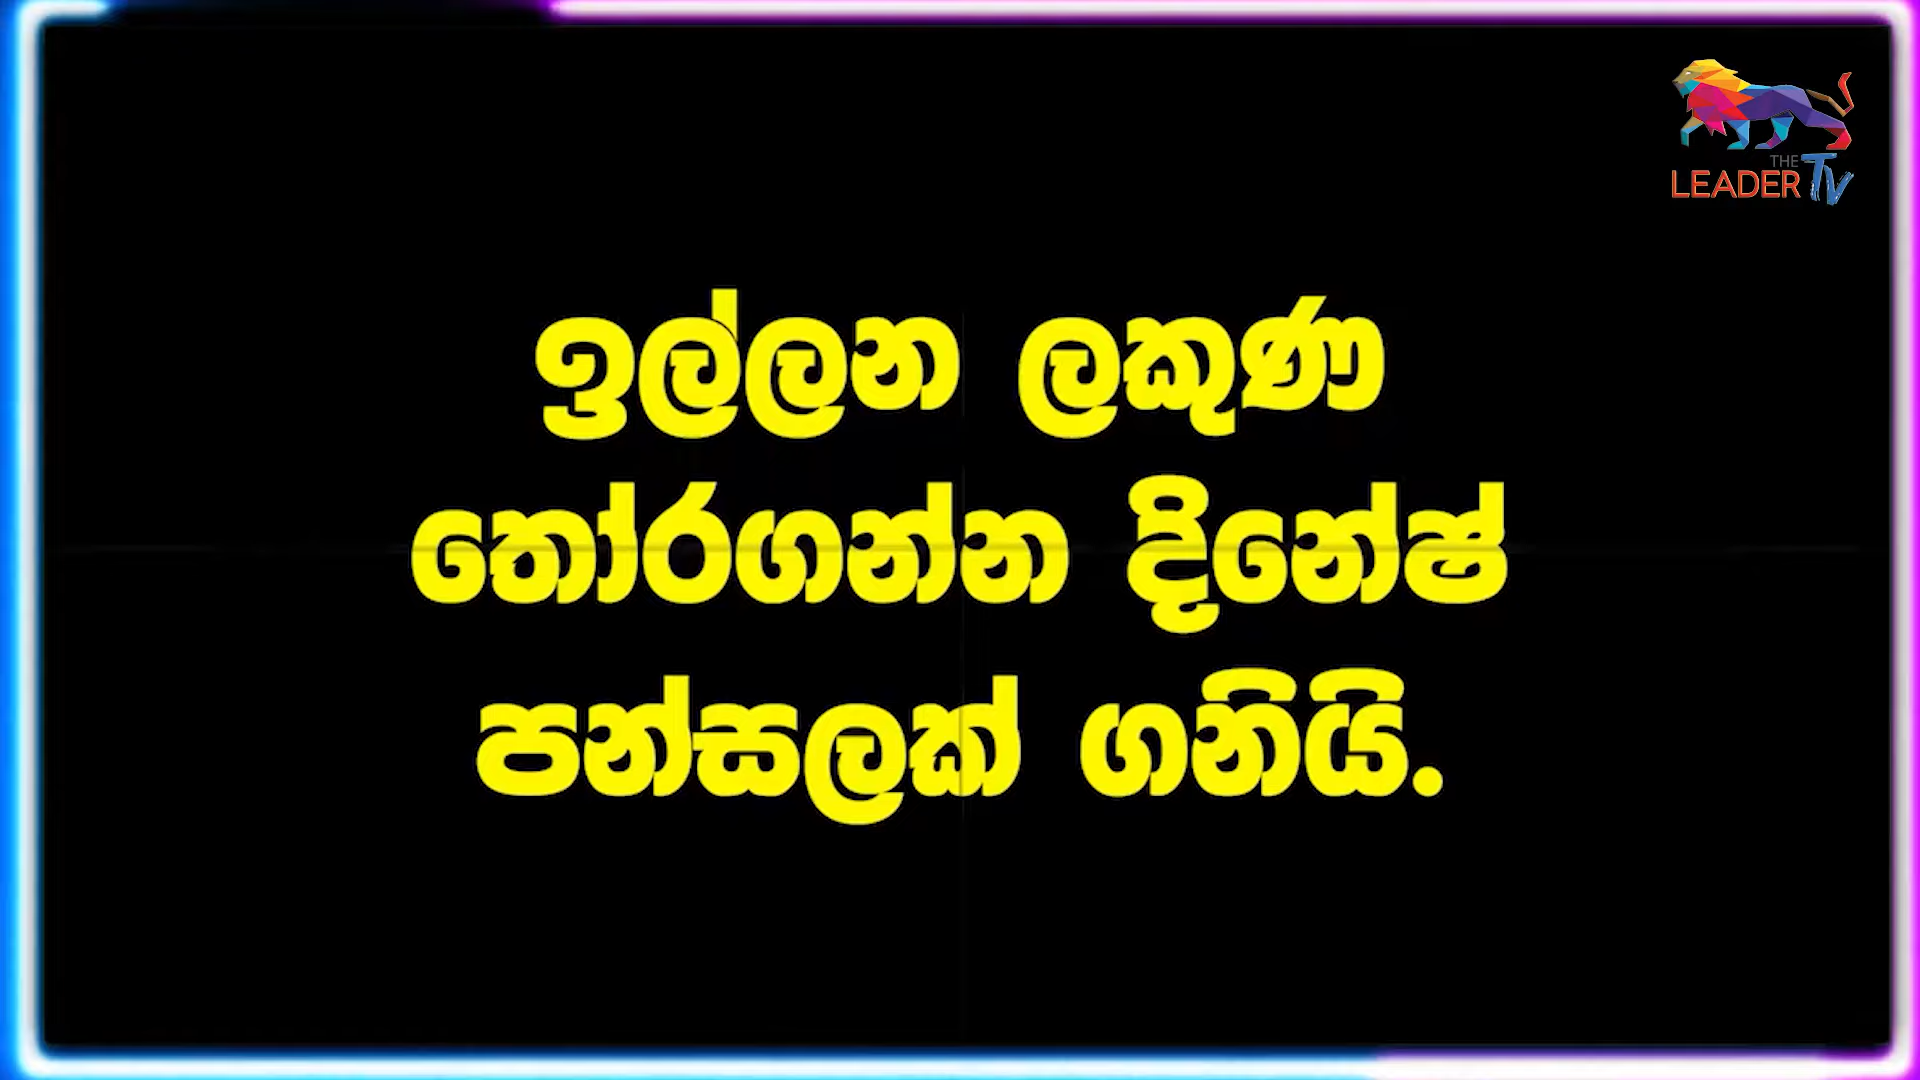 THE
LEADER TV
ඉල්ලන ලකුණ
තෝරගන්න දිනේෂ්
පන්සලක් ගනියි.